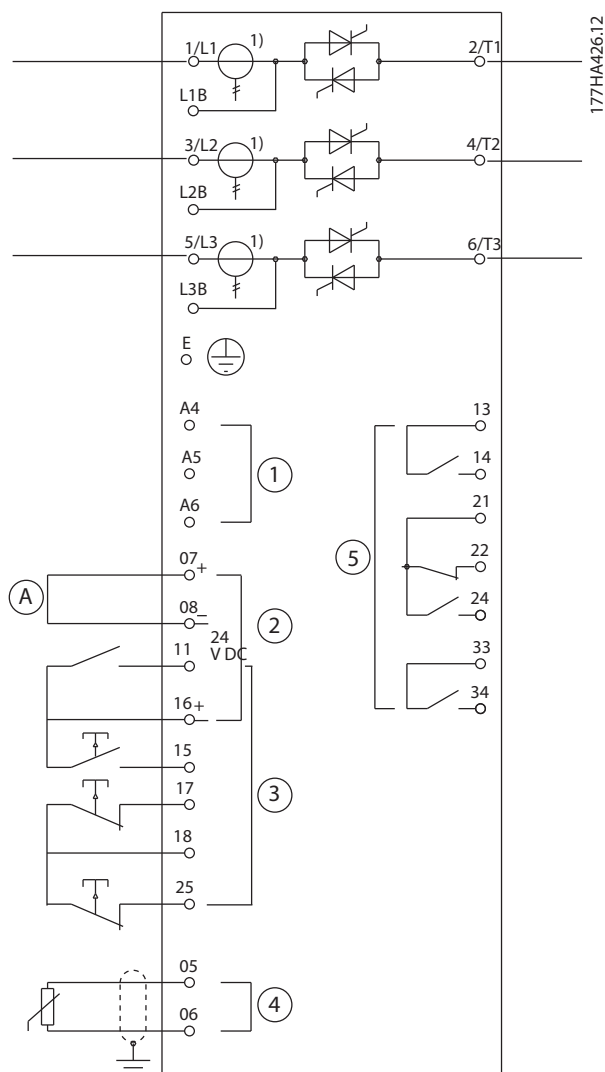 177HA426.12
1/L1 1) 2/T1
L1B
3/L2 1) 4/T2
L2B
5/L3 1) 6/T3
L3B
E
A4
A5
A6
1
07 +
A
08 –
2
24
V DC
11
16 +
15
17
3
18
25
05
4
06
13
14
21
5
22
24
33
34